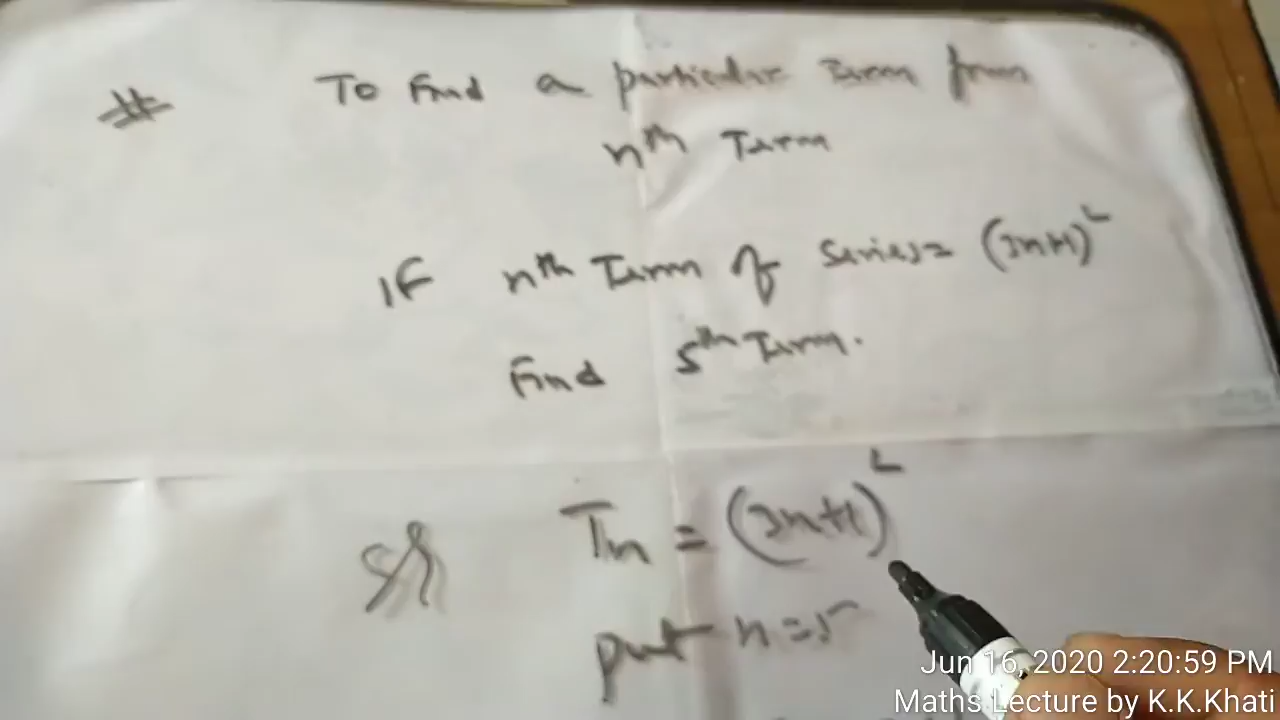 # To Find a particular Term from
nth Term
IF nth Term of Series = (3n+1)²
Find 5th Term.
Sol Tn = (3n+1)²
put n=5
Jun 16, 2020 2:20:59 PM
Maths Lecture by K.K.Khati